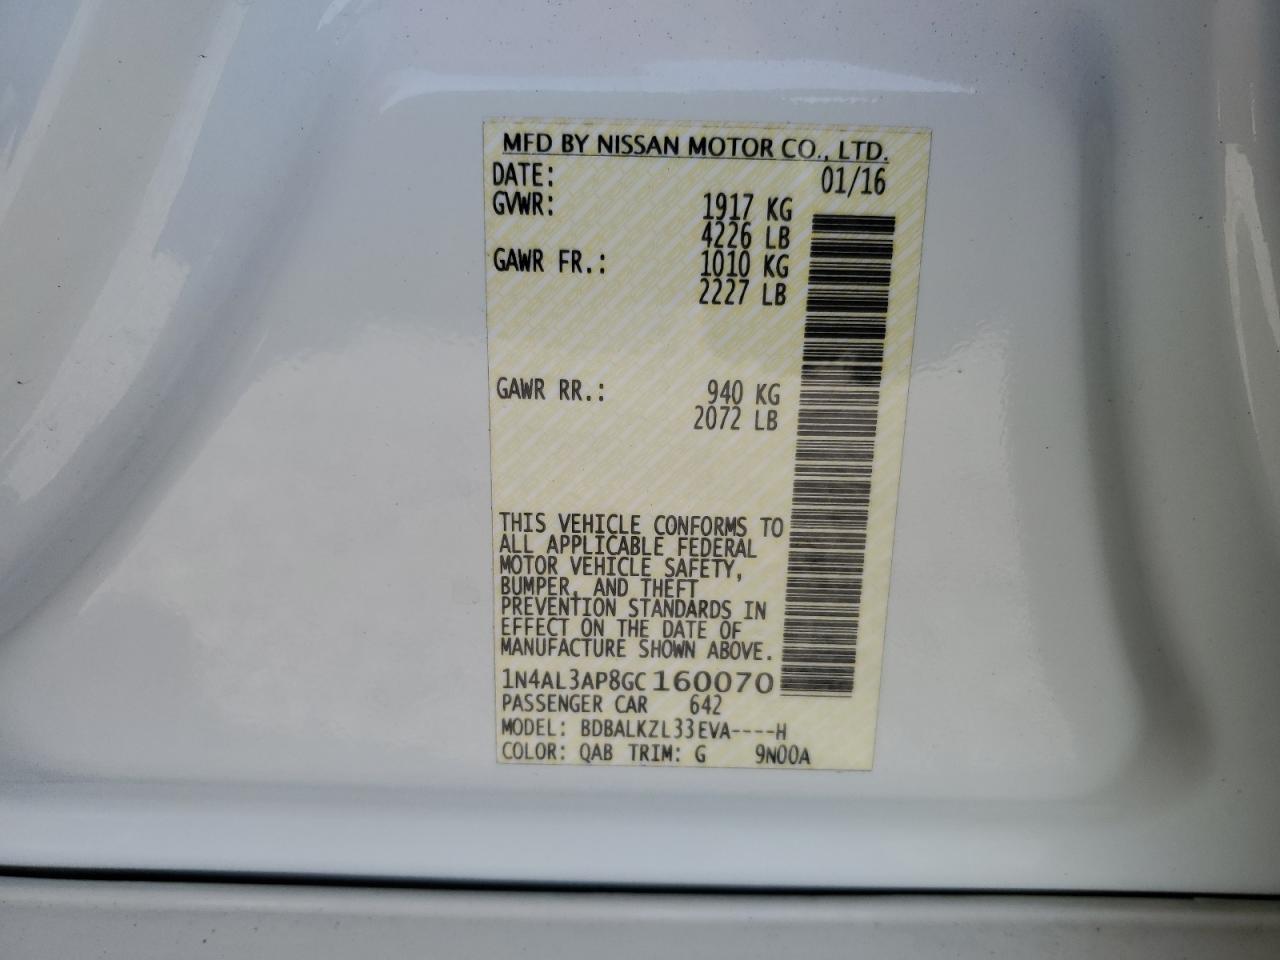 MFD BY NISSAN MOTOR CO., LTD.
DATE: 01/16
GVWR: 1917 KG
4226 LB
GAWR FR.: 1010 KG
2227 LB
GAWR RR.: 940 KG
2072 LB
THIS VEHICLE CONFORMS TO
ALL APPLICABLE FEDERAL
MOTOR VEHICLE SAFETY,
BUMPER, AND THEFT
PREVENTION STANDARDS IN
EFFECT ON THE DATE OF
MANUFACTURE SHOWN ABOVE.
1N4AL3AP8GC160070
PASSENGER CAR 642
MODEL: BDBALKZL33EVA----H
COLOR: QAB TRIM: G 9N00A